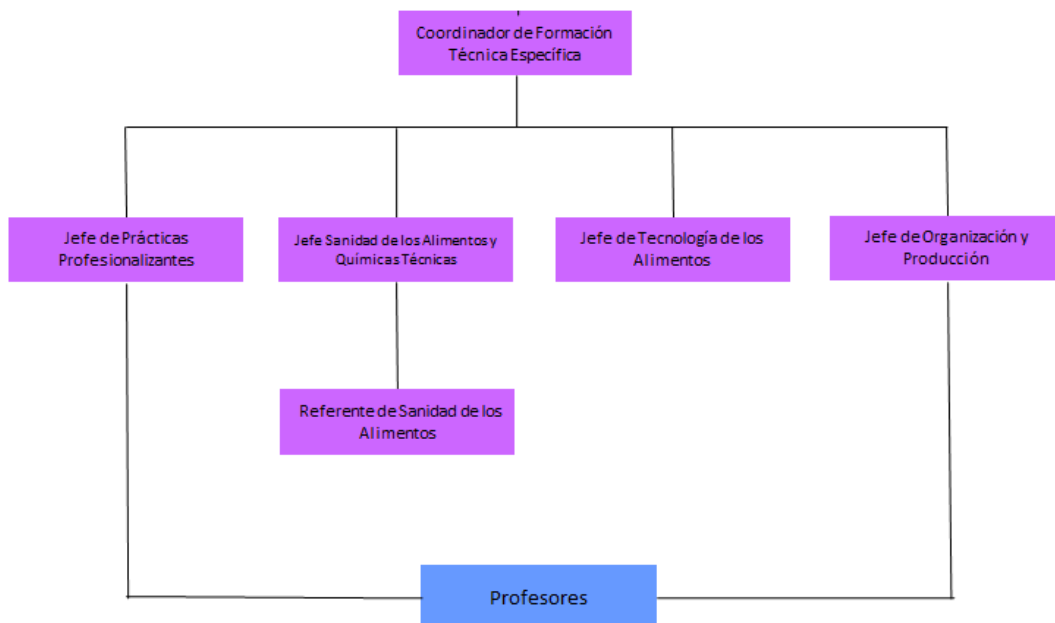 Coordinador de Formación
Técnica Específica
Jefe de Prácticas
Profesionalizantes
Jefe Sanidad de los Alimentos y
Químicas Técnicas
Jefe de Tecnología de los
Alimentos
Jefe de Organización y
Producción
Referente de Sanidad de los
Alimentos
Profesores